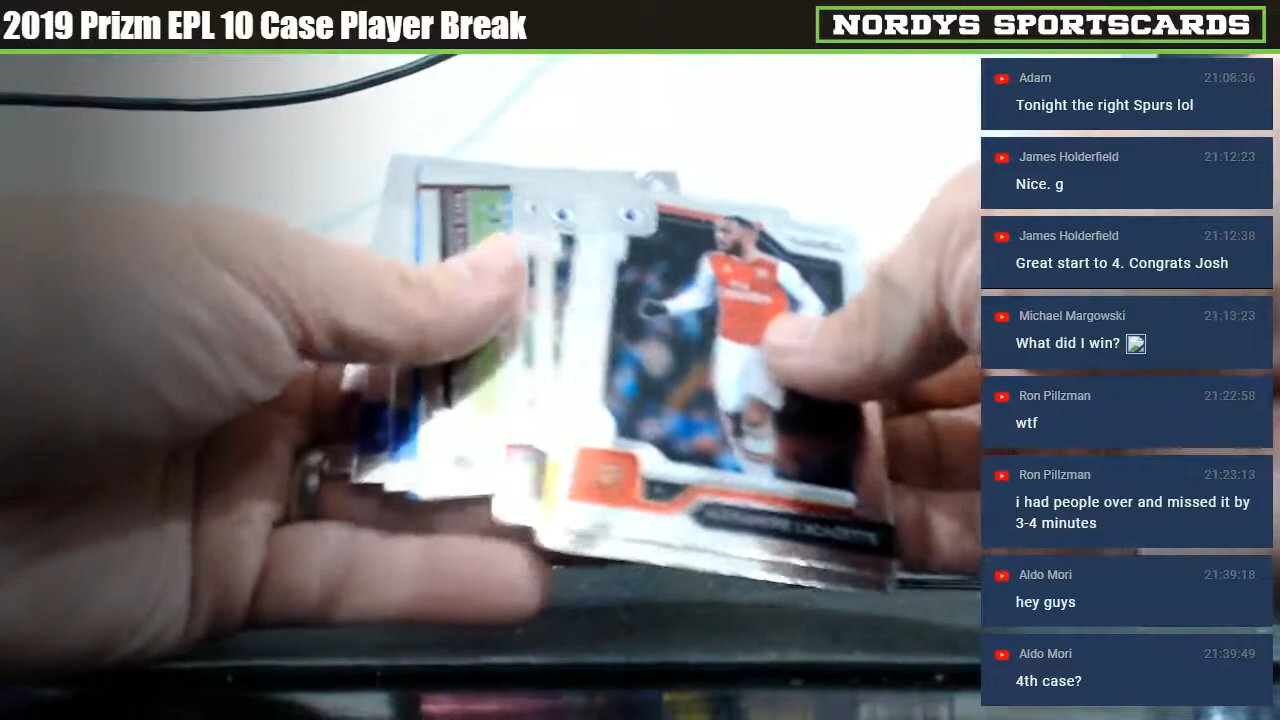 2019 Prizm EPL 10 Case Player Break
NORDYS SPORTSCARDS
Adam 21:08:36
Tonight the right Spurs lol
James Holderfield 21:12:23
Nice. g
James Holderfield 21:12:38
Great start to 4. Congrats Josh
Michael Margowski 21:13:23
What did I win?
Ron Pillzman 21:22:58
wtf
Ron Pillzman 21:23:13
i had people over and missed it by
3-4 minutes
Aldo Mori 21:39:18
hey guys
Aldo Mori 21:39:49
4th case?